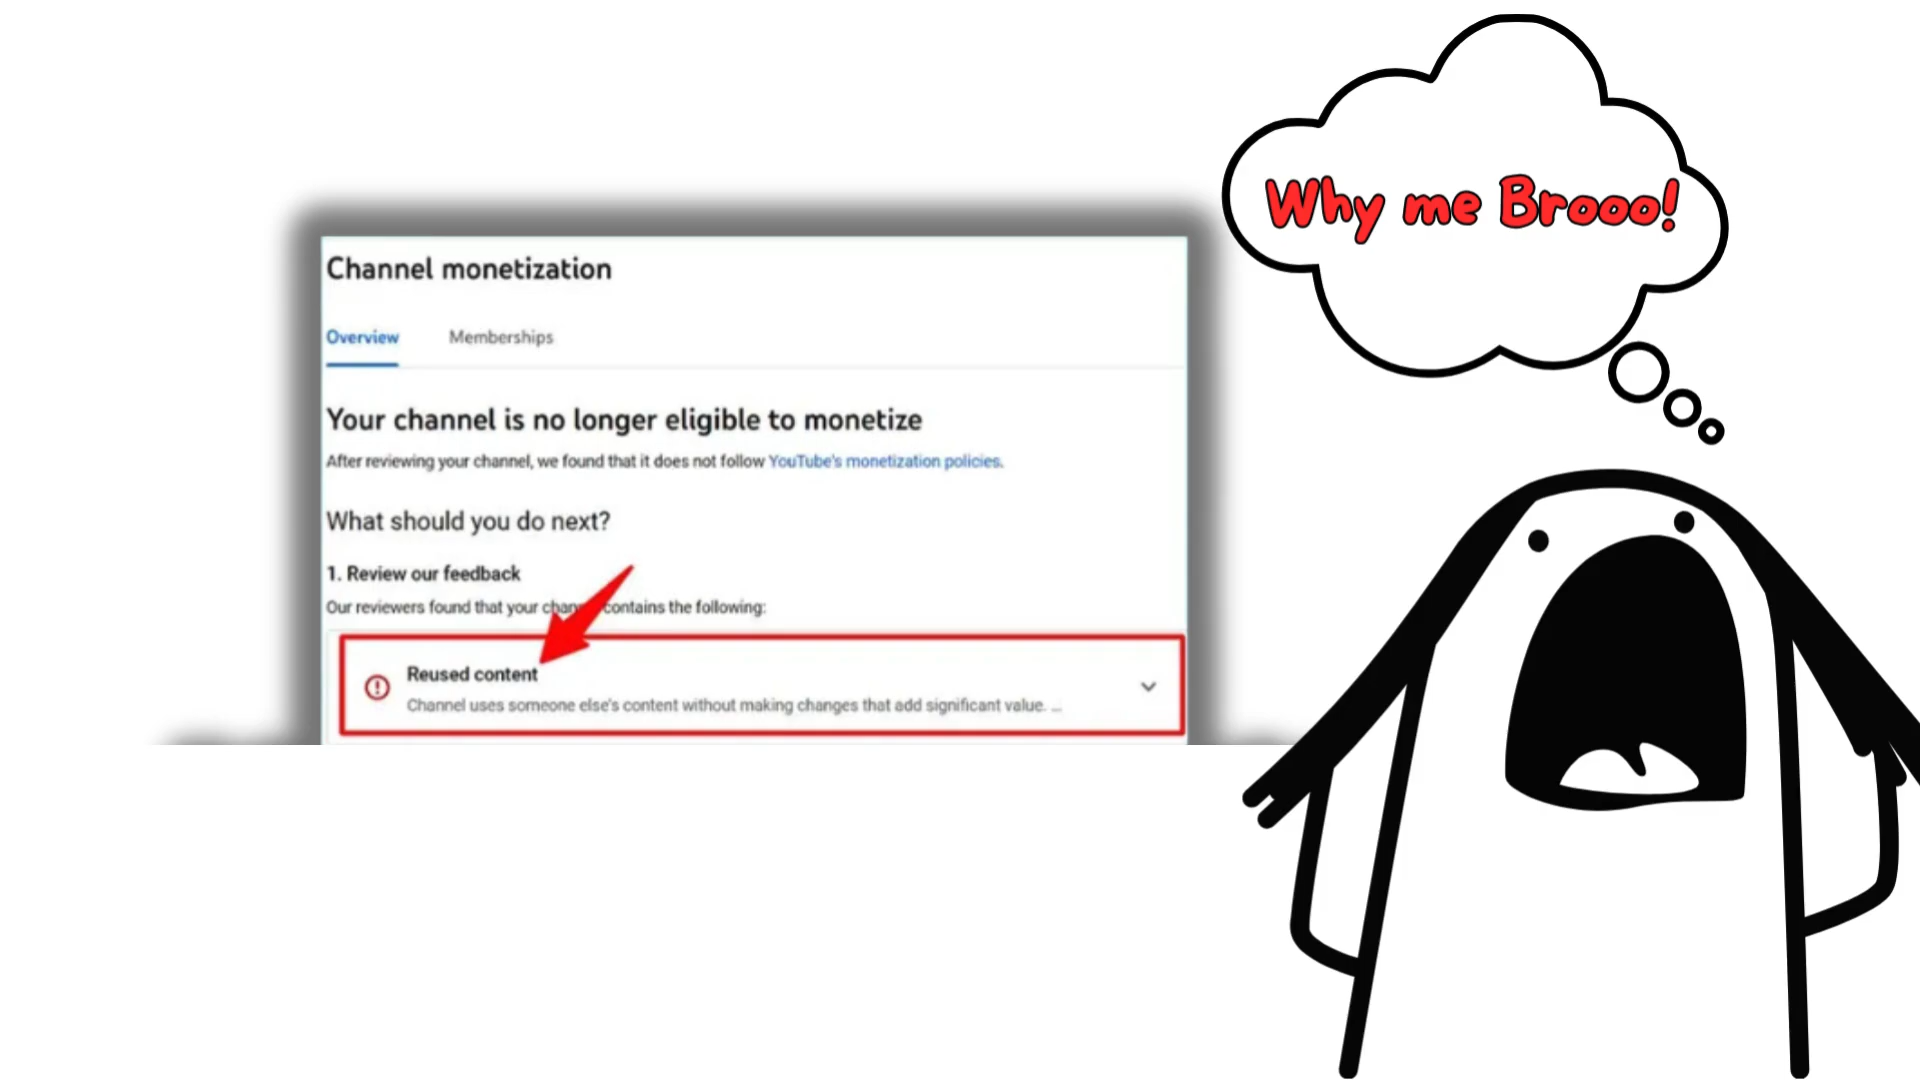 Why me Brooo!
Channel monetization
Overview Memberships
Your channel is no longer eligible to monetize
After reviewing your channel, we found that it does not follow YouTube's monetization policies.
What should you do next?
1. Review our feedback
Our reviewers found that your channel contains the following:
Reused content
Channel uses someone else's content without making changes that add significant value. ...